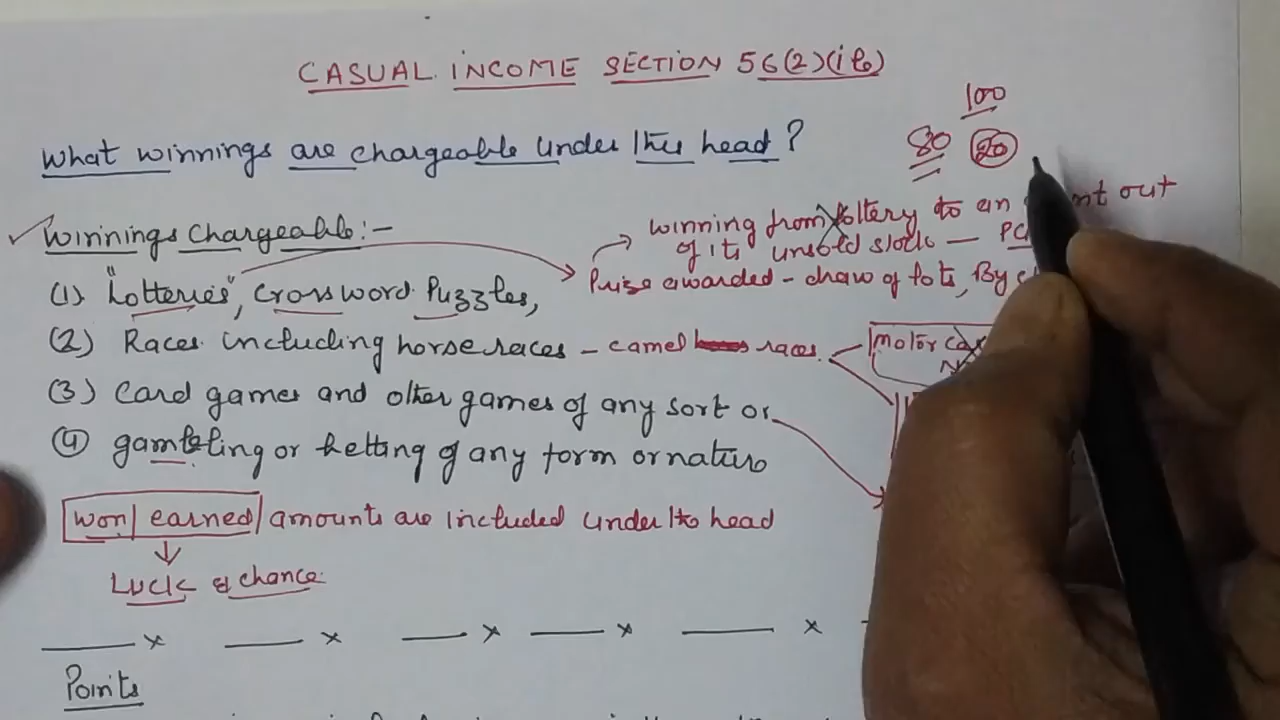 CASUAL INCOME SECTION 56(2)(ib)
100
80 20
What winnings are chargeable under this head?
Winnings Chargeable:-
winning from lottery to an out
of its unsold stock —
Prize awarded - draw of lots, By
(1) "Lotteries", Crossword Puzzles,
(2) Races including horse races - camel races
motor car
(3) Card games and other games of any sort or
(4) gambling or betting of any form or nature
won/earned amounts are included under to head
Luck & chance
Points